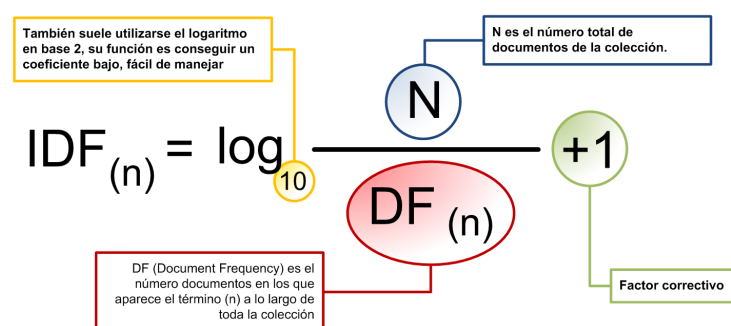 También suele utilizarse el logaritmo
en base 2, su función es conseguir un
coeficiente bajo, fácil de manejar
N es el número total de
documentos de la colección.
IDF(n) = log10 N / DF (n) +1
DF (Document Frequency) es el
número documentos en los que
aparece el término (n) a lo largo de
toda la colección
Factor correctivo